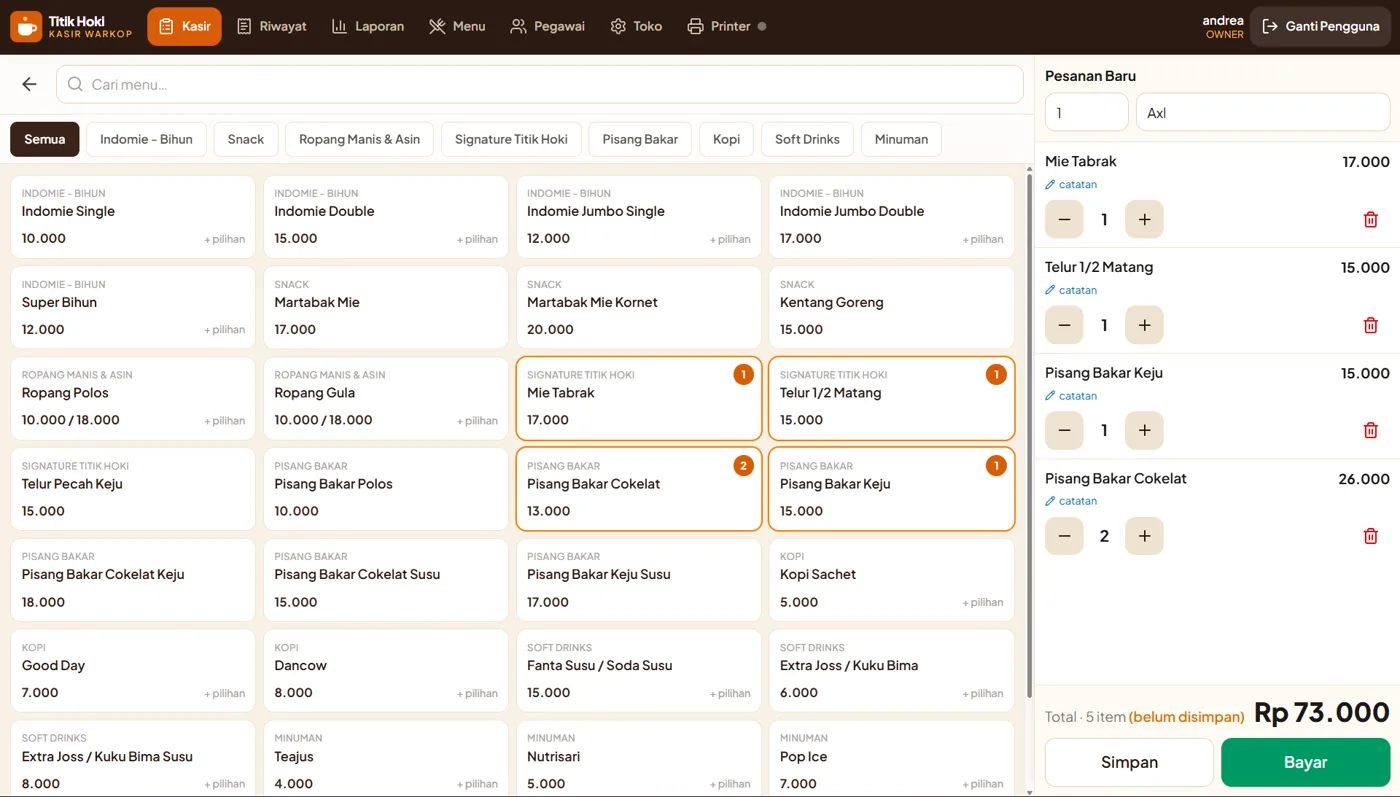 Titik Hoki
KASIR WARKOP
Kasir
Riwayat
Laporan
Menu
Pegawai
Toko
Printer
andrea
OWNER
Ganti Pengguna
Cari menu...
Semua
Indomie - Bihun
Snack
Ropang Manis & Asin
Signature Titik Hoki
Pisang Bakar
Kopi
Soft Drinks
Minuman
INDOMIE - BIHUN
Indomie Single
10.000
+ pilihan
INDOMIE - BIHUN
Indomie Double
15.000
+ pilihan
INDOMIE - BIHUN
Indomie Jumbo Single
12.000
+ pilihan
INDOMIE - BIHUN
Indomie Jumbo Double
17.000
+ pilihan
INDOMIE - BIHUN
Super Bihun
12.000
+ pilihan
SNACK
Martabak Mie
17.000
SNACK
Martabak Mie Kornet
20.000
SNACK
Kentang Goreng
15.000
ROPANG MANIS & ASIN
Ropang Polos
10.000 / 18.000
+ pilihan
ROPANG MANIS & ASIN
Ropang Gula
10.000 / 18.000
+ pilihan
SIGNATURE TITIK HOKI
1
Mie Tabrak
17.000
SIGNATURE TITIK HOKI
1
Telur 1/2 Matang
15.000
SIGNATURE TITIK HOKI
Telur Pecah Keju
15.000
PISANG BAKAR
Pisang Bakar Polos
10.000
PISANG BAKAR
2
Pisang Bakar Cokelat
13.000
PISANG BAKAR
1
Pisang Bakar Keju
15.000
PISANG BAKAR
Pisang Bakar Cokelat Keju
18.000
PISANG BAKAR
Pisang Bakar Cokelat Susu
15.000
PISANG BAKAR
Pisang Bakar Keju Susu
17.000
KOPI
Kopi Sachet
5.000
+ pilihan
KOPI
Good Day
7.000
+ pilihan
KOPI
Dancow
8.000
+ pilihan
SOFT DRINKS
Fanta Susu / Soda Susu
15.000
+ pilihan
SOFT DRINKS
Extra Joss / Kuku Bima
6.000
+ pilihan
SOFT DRINKS
Extra Joss / Kuku Bima Susu
8.000
+ pilihan
MINUMAN
Teajus
4.000
+ pilihan
MINUMAN
Nutrisari
5.000
+ pilihan
MINUMAN
Pop Ice
7.000
+ pilihan
Pesanan Baru
1
Axl
Mie Tabrak 17.000
catatan
− 1 +
Telur 1/2 Matang 15.000
catatan
− 1 +
Pisang Bakar Keju 15.000
catatan
− 1 +
Pisang Bakar Cokelat 26.000
catatan
− 2 +
Total · 5 item (belum disimpan) Rp 73.000
Simpan
Bayar